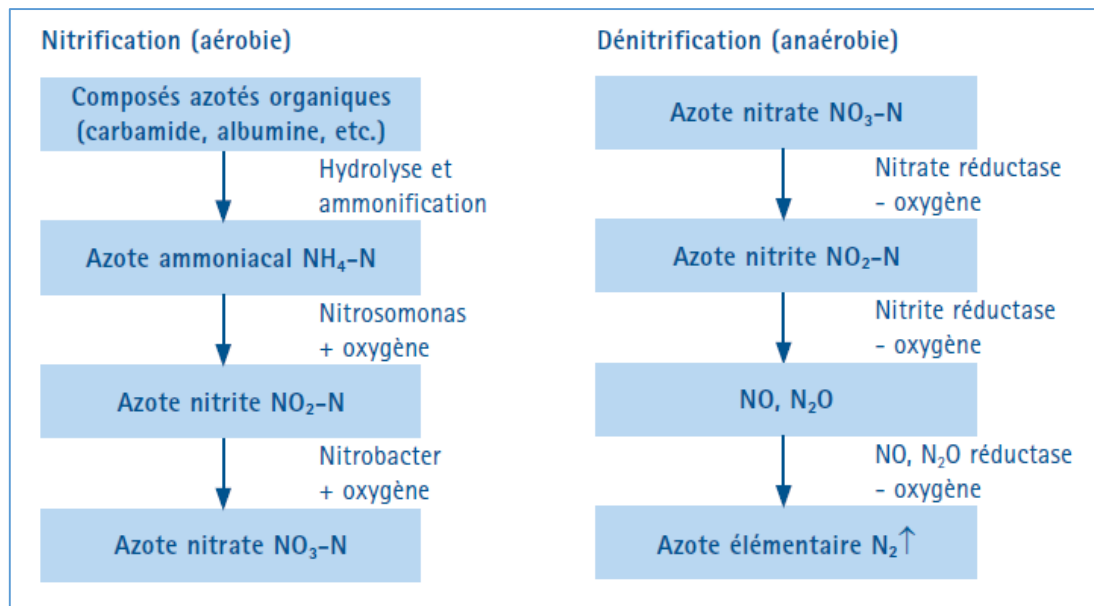 Nitrification (aérobie)
Composés azotés organiques
(carbamide, albumine, etc.)
Hydrolyse et
ammonification
Azote ammoniacal NH₄-N
Nitrosomonas
+ oxygène
Azote nitrite NO₂-N
Nitrobacter
+ oxygène
Azote nitrate NO₃-N
Dénitrification (anaérobie)
Azote nitrate NO₃-N
Nitrate réductase
- oxygène
Azote nitrite NO₂-N
Nitrite réductase
- oxygène
NO, N₂O
NO, N₂O réductase
- oxygène
Azote élémentaire N₂↑